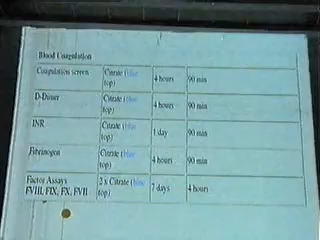 Blood Coagulation
Coagulation screen Citrate (blue top) 4 hours 90 min
D-Dimer Citrate (blue top) 4 hours 90 min
INR Citrate (blue top) 1 day 90 min
Fibrinogen Citrate (blue top) 4 hours 90 min
Factor Assays FVIII, FIX, FX, FVII 2 x Citrate (blue top) 7 days 4 hours